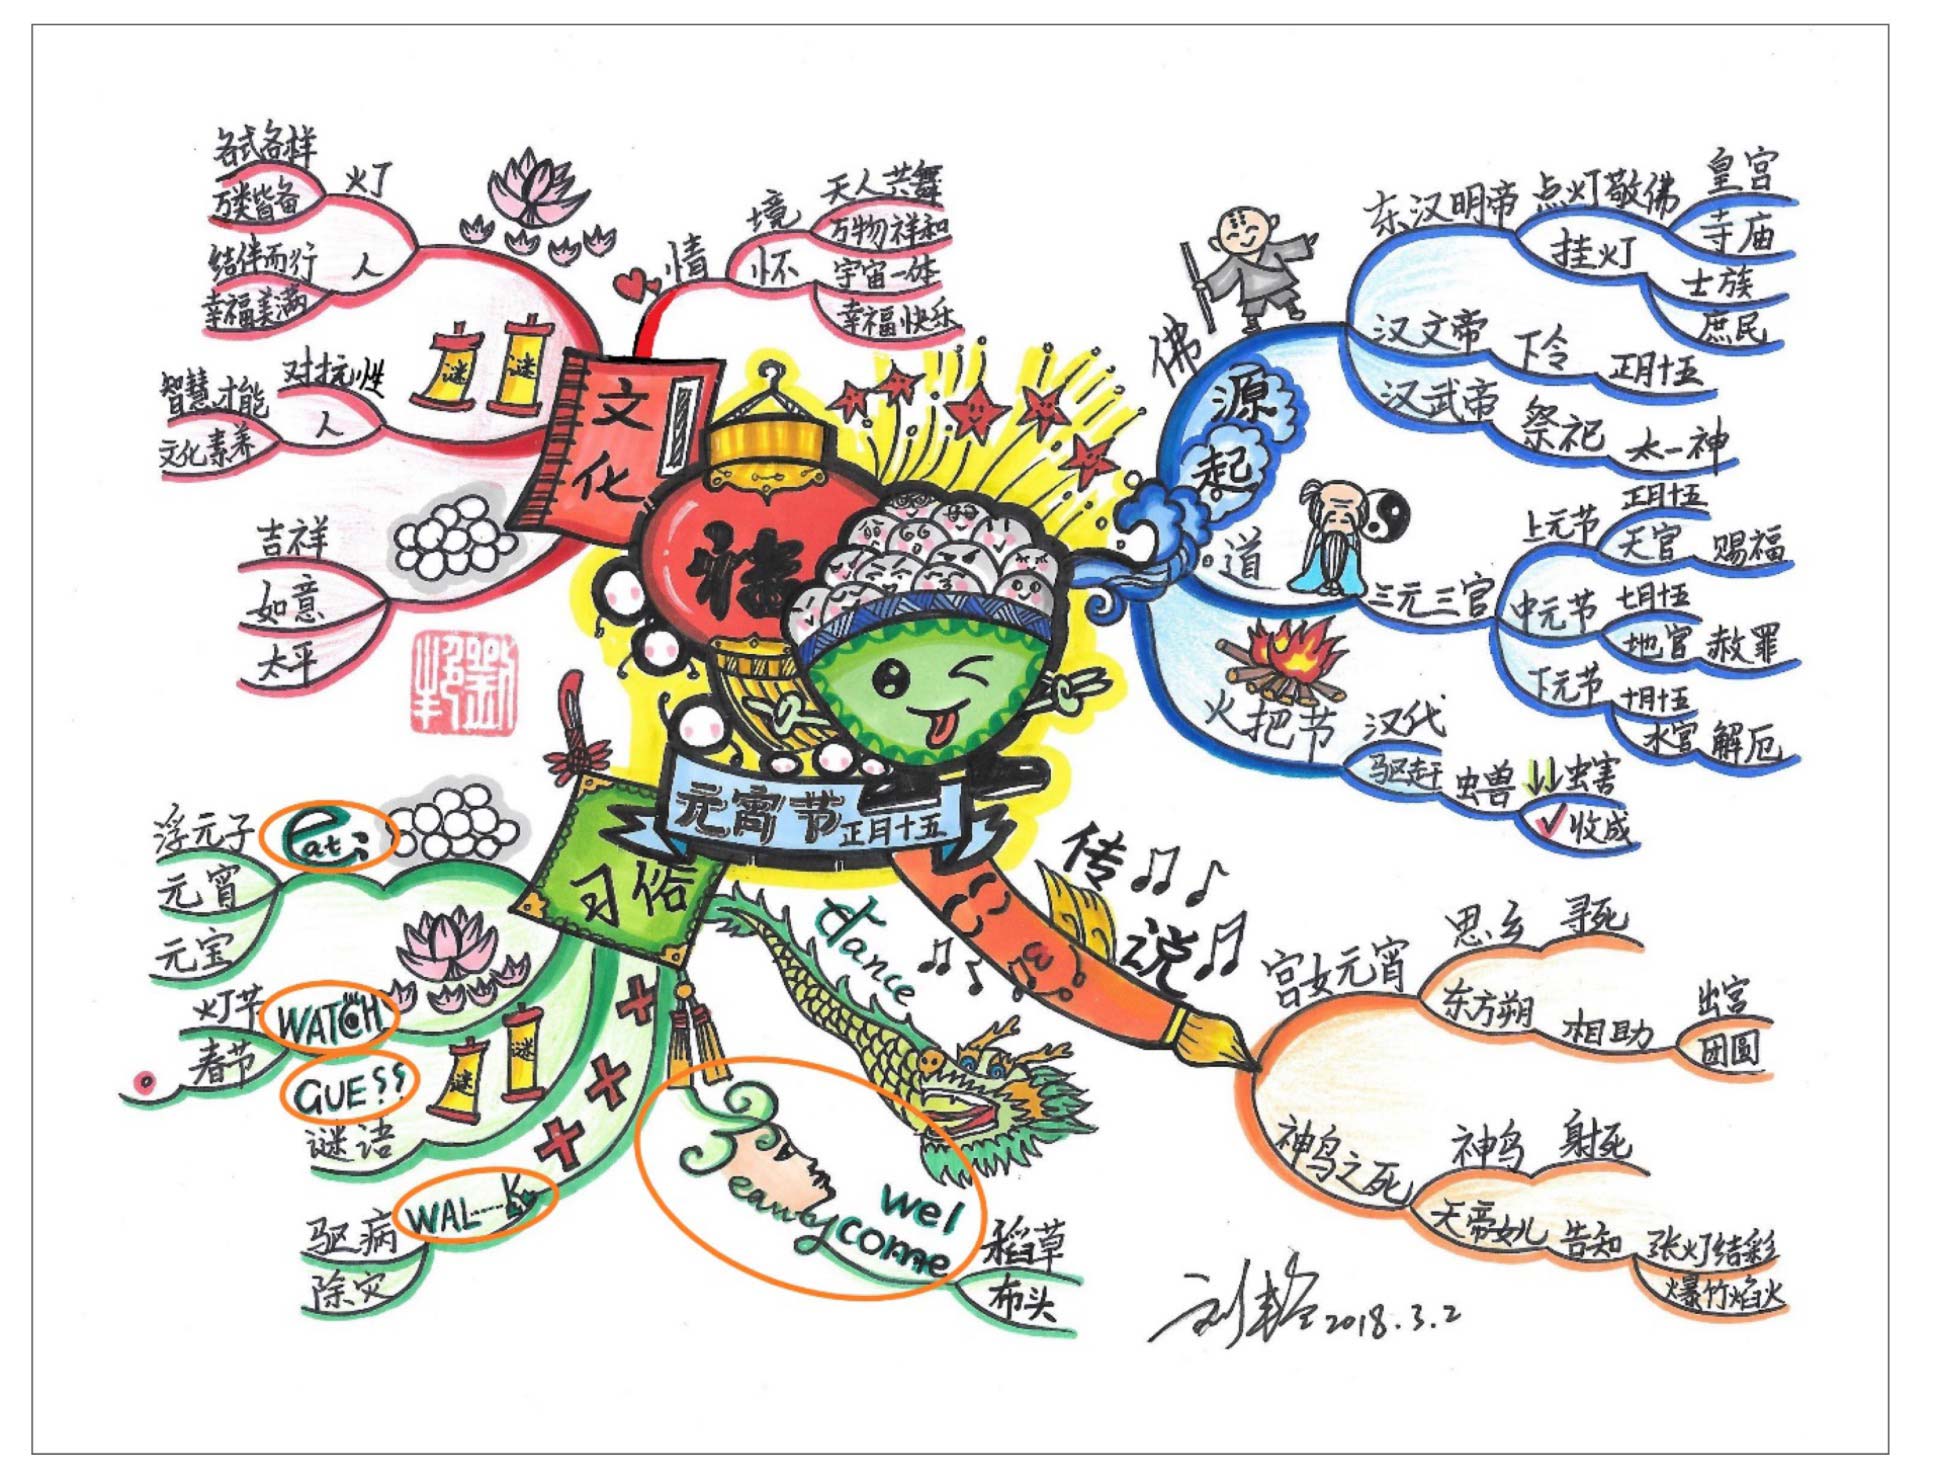 各式各样
万类皆备
灯
结伴而行
人
幸福美满
谜
谜
智慧才能
对抗性
人
文化素养
吉祥
如意
太平
文化
情
境
天人共舞
万物祥和
怀
宇宙一体
幸福快乐
福
元宵节
正月十五
源起
佛
东汉明帝
点灯敬佛
皇宫
寺庙
挂灯
士族
庶民
汉文帝
下令
正月十五
汉武帝
祭祀
太一神
道
三元三官
上元节
正月十五
天官
赐福
中元节
七月十五
地官
赦罪
下元节
十月十五
水官
解厄
火把节
汉代
驱赶
虫兽
虫害
收成
传说
宫女元宵
思乡
寻死
东方朔
相助
出宫
团圆
神鸟之死
神鸟
射死
天帝女儿
告知
张灯结彩
爆竹焰火
习俗
eat
浮元子
元宵
元宝
WATCH
灯节
春节
GUE??
谜
谜
谜语
WAL---K
驱病
除灾
dance
Beauty
wel
come
稻草
布头
2018.3.2